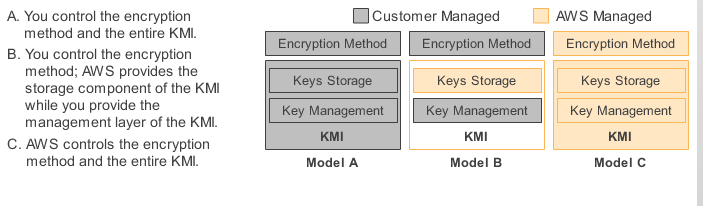 A. You control the encryption
method and the entire KMI.
B. You control the encryption
method; AWS provides the
storage component of the KMI
while you provide the
management layer of the KMI.
C. AWS controls the encryption
method and the entire KMI.
Customer Managed
AWS Managed
Encryption Method
Keys Storage
Key Management
KMI
Model A
Encryption Method
Keys Storage
Key Management
KMI
Model B
Encryption Method
Keys Storage
Key Management
KMI
Model C